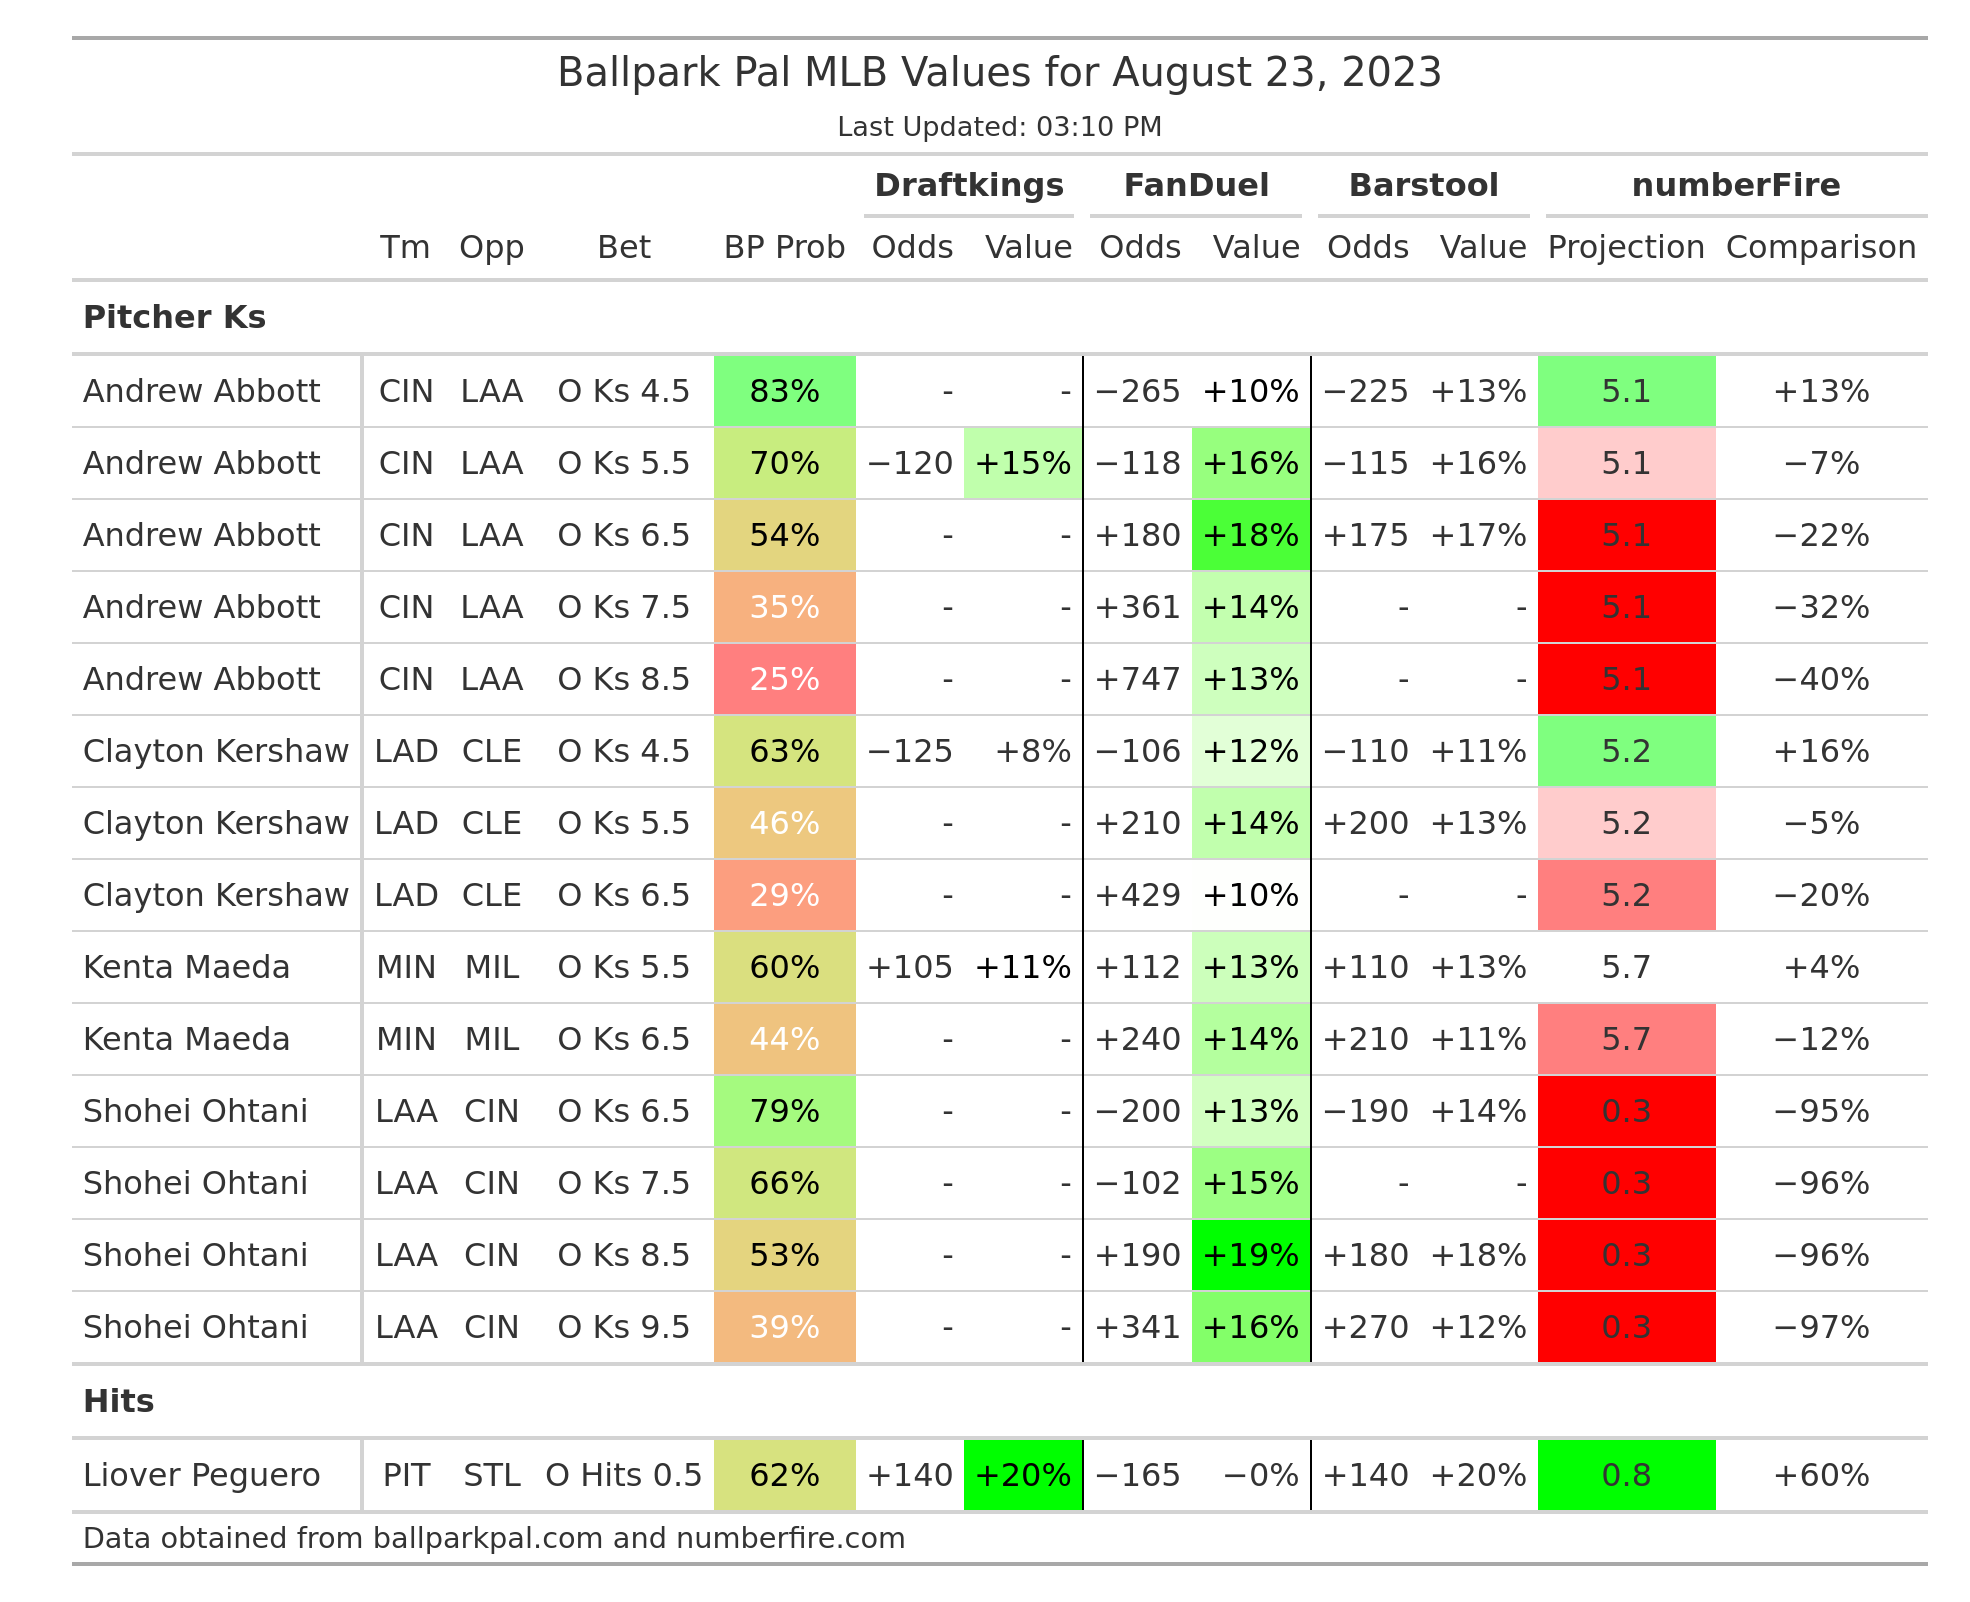 Ballpark Pal MLB Values for August 23, 2023
Last Updated: 03:10 PM
Draftkings FanDuel Barstool numberFire
Tm Opp Bet BP Prob Odds Value Odds Value Odds Value Projection Comparison
Pitcher Ks
Andrew Abbott CIN LAA O Ks 4.5 83% - - −265 +10% −225 +13% 5.1 +13%
Andrew Abbott CIN LAA O Ks 5.5 70% −120 +15% −118 +16% −115 +16% 5.1 −7%
Andrew Abbott CIN LAA O Ks 6.5 54% - - +180 +18% +175 +17% 5.1 −22%
Andrew Abbott CIN LAA O Ks 7.5 35% - - +361 +14% - - 5.1 −32%
Andrew Abbott CIN LAA O Ks 8.5 25% - - +747 +13% - - 5.1 −40%
Clayton Kershaw LAD CLE O Ks 4.5 63% −125 +8% −106 +12% −110 +11% 5.2 +16%
Clayton Kershaw LAD CLE O Ks 5.5 46% - - +210 +14% +200 +13% 5.2 −5%
Clayton Kershaw LAD CLE O Ks 6.5 29% - - +429 +10% - - 5.2 −20%
Kenta Maeda MIN MIL O Ks 5.5 60% +105 +11% +112 +13% +110 +13% 5.7 +4%
Kenta Maeda MIN MIL O Ks 6.5 44% - - +240 +14% +210 +11% 5.7 −12%
Shohei Ohtani LAA CIN O Ks 6.5 79% - - −200 +13% −190 +14% 0.3 −95%
Shohei Ohtani LAA CIN O Ks 7.5 66% - - −102 +15% - - 0.3 −96%
Shohei Ohtani LAA CIN O Ks 8.5 53% - - +190 +19% +180 +18% 0.3 −96%
Shohei Ohtani LAA CIN O Ks 9.5 39% - - +341 +16% +270 +12% 0.3 −97%
Hits
Liover Peguero PIT STL O Hits 0.5 62% +140 +20% −165 −0% +140 +20% 0.8 +60%
Data obtained from ballparkpal.com and numberfire.com